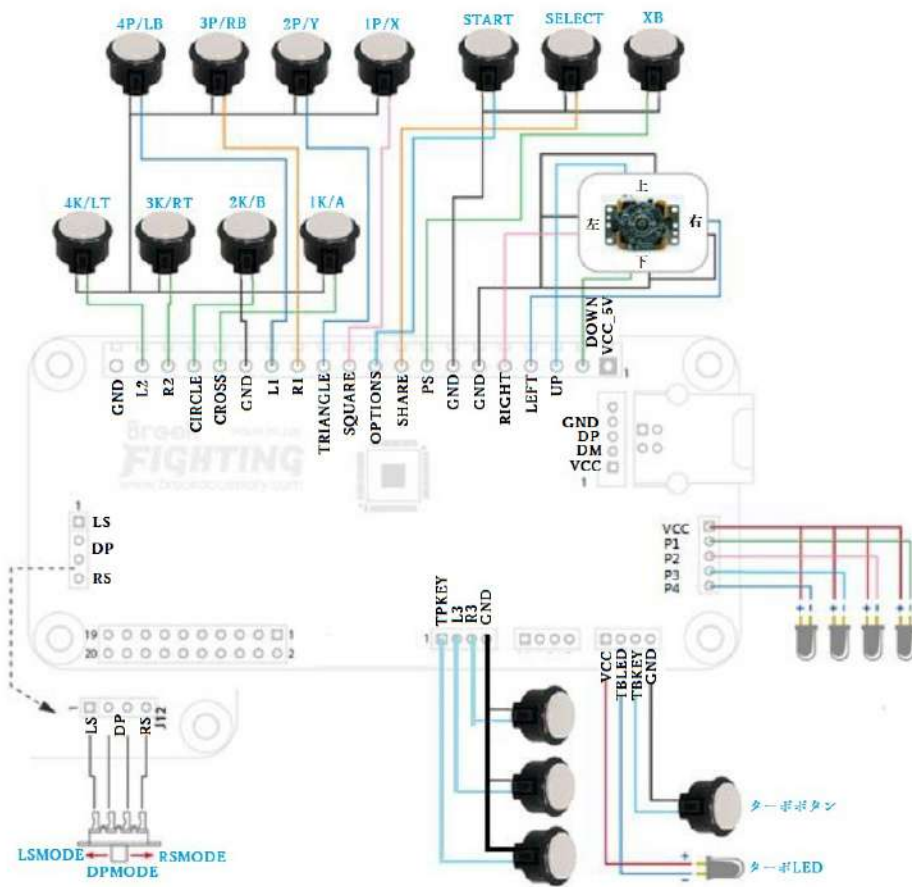 4P/LB 3P/RB 2P/Y 1P/X START SELECT XB
4K/LT 3K/RT 2K/B 1K/A
上
左 右
下
GND L2 R2 CIRCLE CROSS GND L1 R1 TRIANGLE SQUARE OPTIONS SHARE PS GND GND RIGHT LEFT UP DOWN VCC_5V
1
Brook
FIGHTING
GND
DP
DM
VCC
1
1
LS
DP
RS
VCC
P1
P2
P3
P4
19 1
20 2
1 TPKEY L3 R3 GND
VCC TBLED TBKEY GND
1 LS DP RS J12
LSMODE RSMODE
DPMODE
ターボボタン
ターボLED